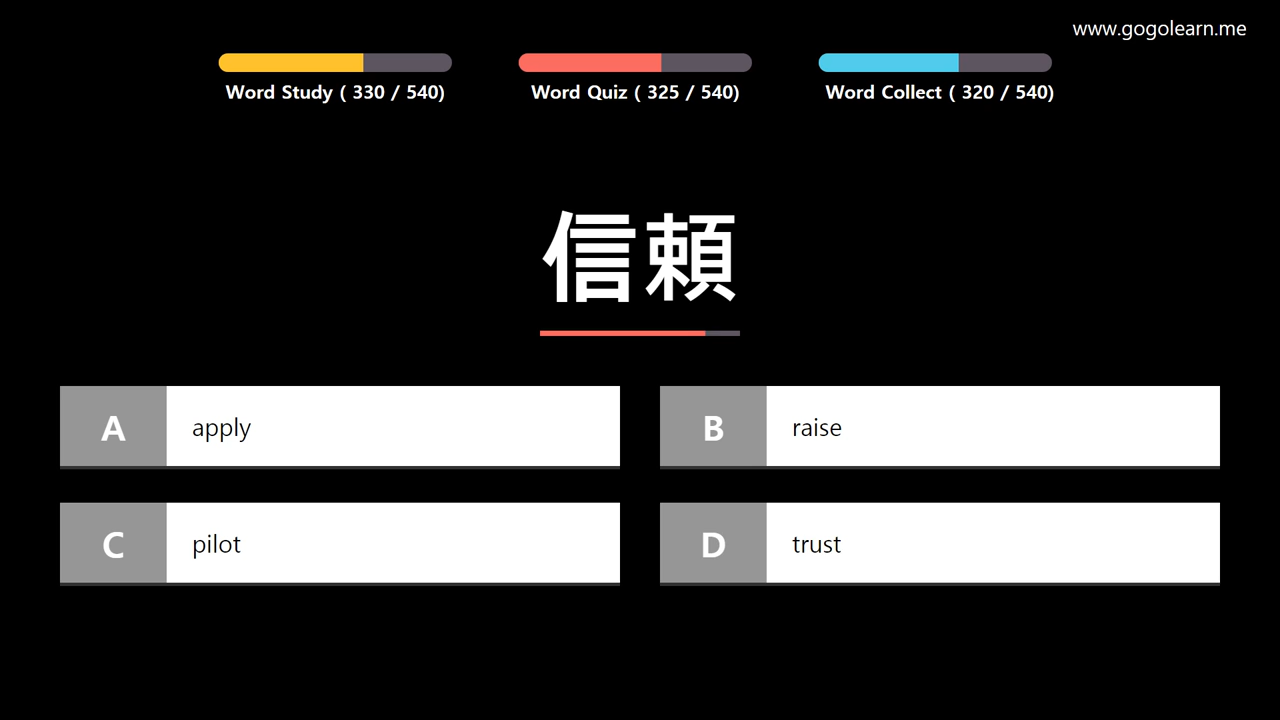 www.gogolearn.me
Word Study ( 330 / 540)
Word Quiz ( 325 / 540)
Word Collect ( 320 / 540)
信頼
A
apply
B
raise
C
pilot
D
trust